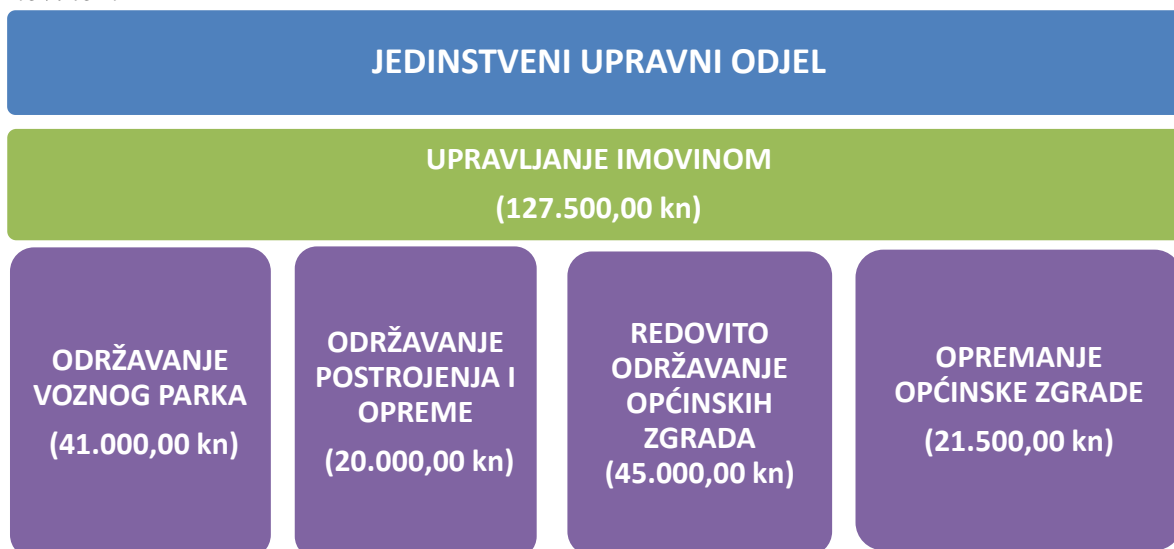 JEDINSTVENI UPRAVNI ODJEL
UPRAVLJANJE IMOVINOM
(127.500,00 kn)
ODRŽAVANJE
VOZNOG PARKA
(41.000,00 kn)
ODRŽAVANJE
POSTROJENJA I
OPREME
(20.000,00 kn)
REDOVITO
ODRŽAVANJE
OPĆINSKIH
ZGRADA
(45.000,00 kn)
OPREMANJE
OPĆINSKE ZGRADE
(21.500,00 kn)